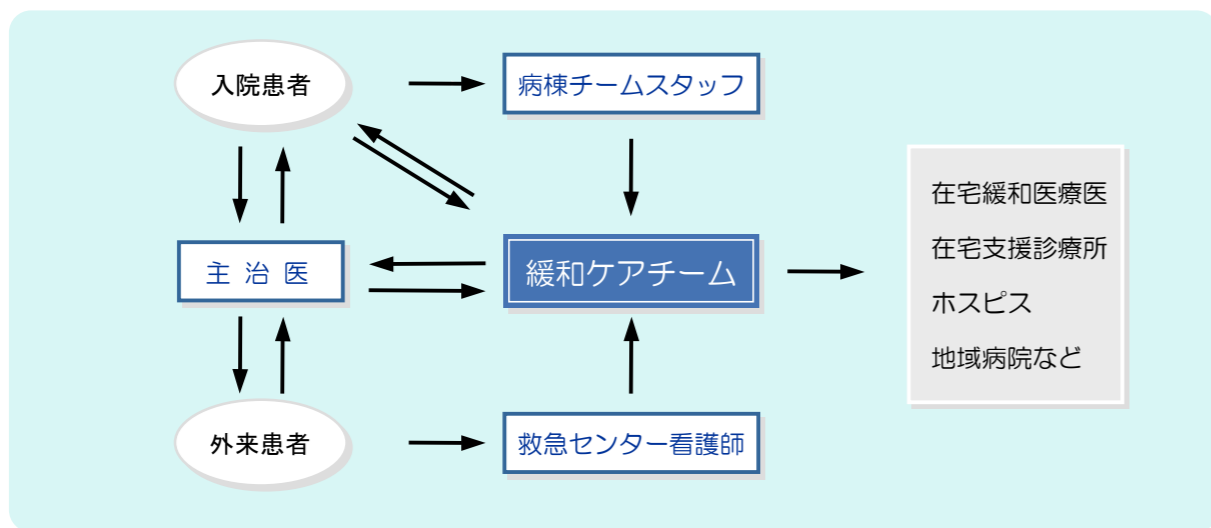 入院患者
病棟チームスタッフ
主治医
緩和ケアチーム
在宅緩和医療医
在宅支援診療所
ホスピス
地域病院など
外来患者
救急センター看護師